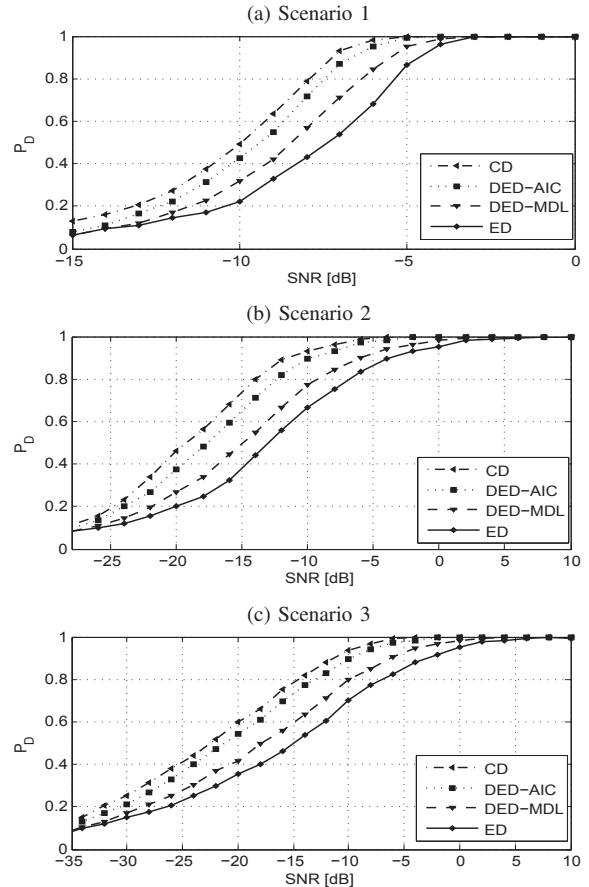 (a) Scenario 1
1
0.8
0.6
0.4
0.2
0
P_D
−15
−10
−5
0
SNR [dB]
CD
DED−AIC
DED−MDL
ED
(b) Scenario 2
1
0.8
0.6
0.4
0.2
0
P_D
−25
−20
−15
−10
−5
0
5
10
SNR [dB]
CD
DED−AIC
DED−MDL
ED
(c) Scenario 3
1
0.8
0.6
0.4
0.2
0
P_D
−35
−30
−25
−20
−15
−10
−5
0
5
10
SNR [dB]
CD
DED−AIC
DED−MDL
ED